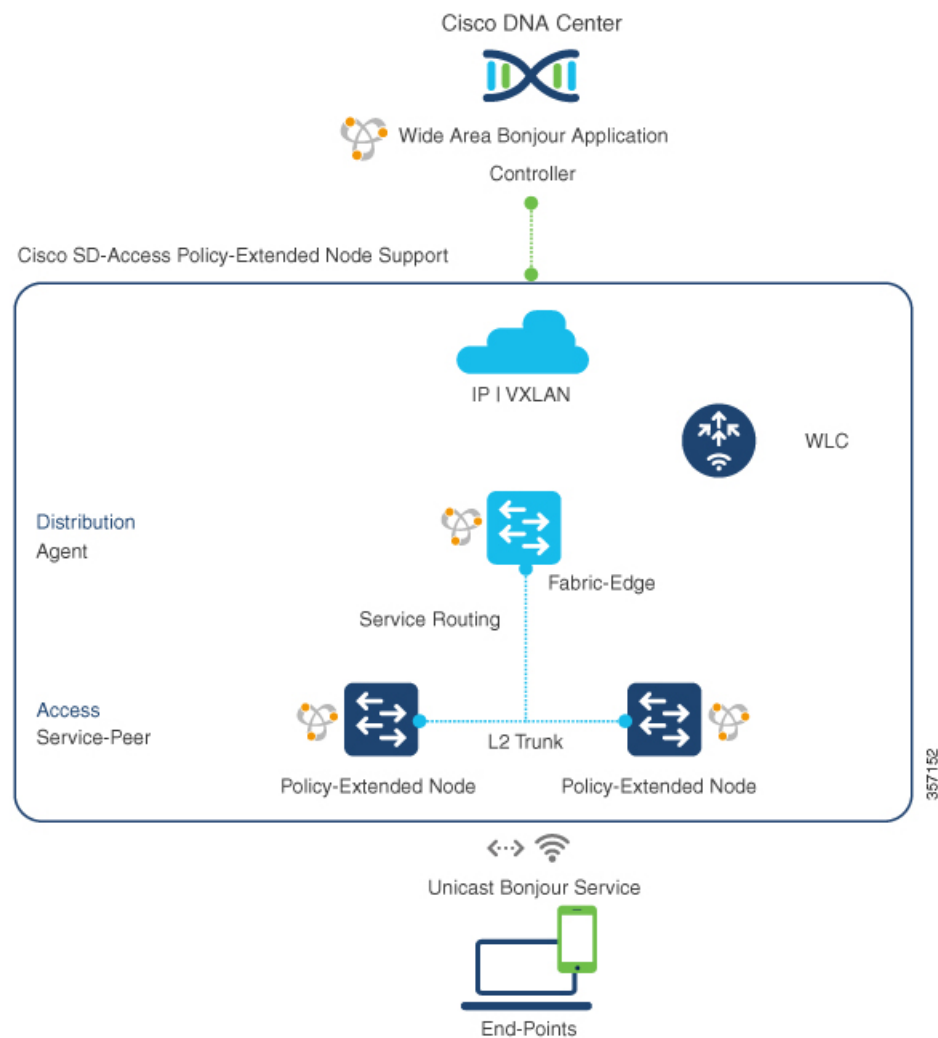 Cisco DNA Center
Wide Area Bonjour Application
Controller
Cisco SD-Access Policy-Extended Node Support
IP | VXLAN
WLC
Distribution
Agent
Fabric-Edge
Service Routing
Access
Service-Peer
L2 Trunk
Policy-Extended Node
Policy-Extended Node
357152
Unicast Bonjour Service
End-Points